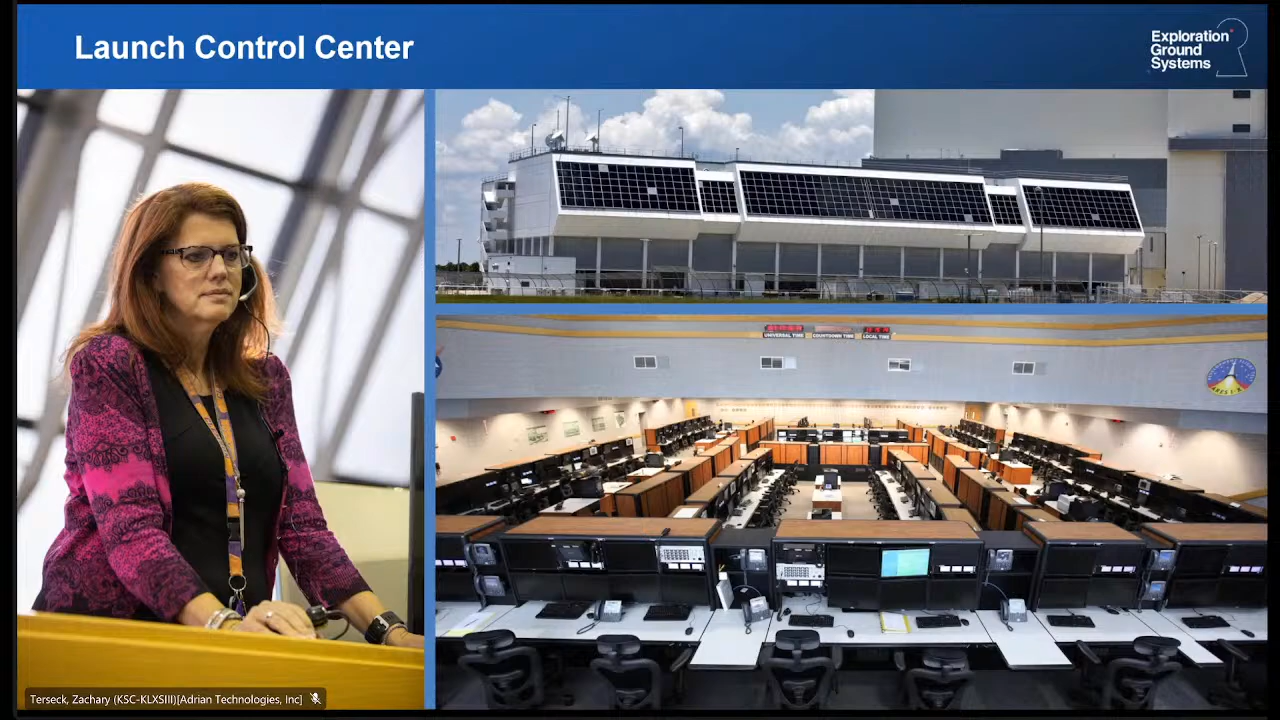 Launch Control Center
Exploration
Ground
Systems
UNIVERSAL TIME
COUNTDOWN TIME
LOCAL TIME
ARES I-X
Terseck, Zachary (KSC-KLXSIII)[Adrian Technologies, Inc]